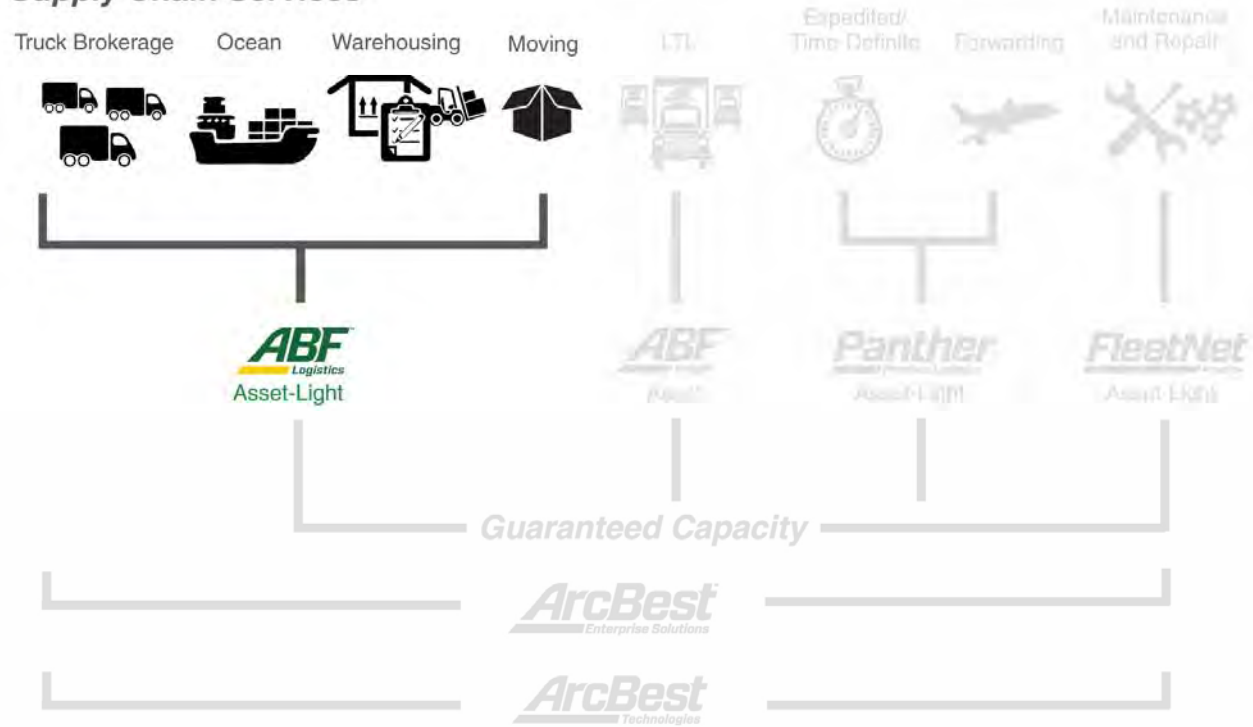 Supply Chain Services
Truck Brokerage Ocean Warehousing Moving LTL Expedited/
Time-Definite Forwarding Maintenance
and Repair
ABF
Logistics
Asset-Light
ABF
Asset
Panther
Asset-Light
FleetNet
Asset-Light
Guaranteed Capacity
ArcBest
Enterprise Solutions
ArcBest
Technologies